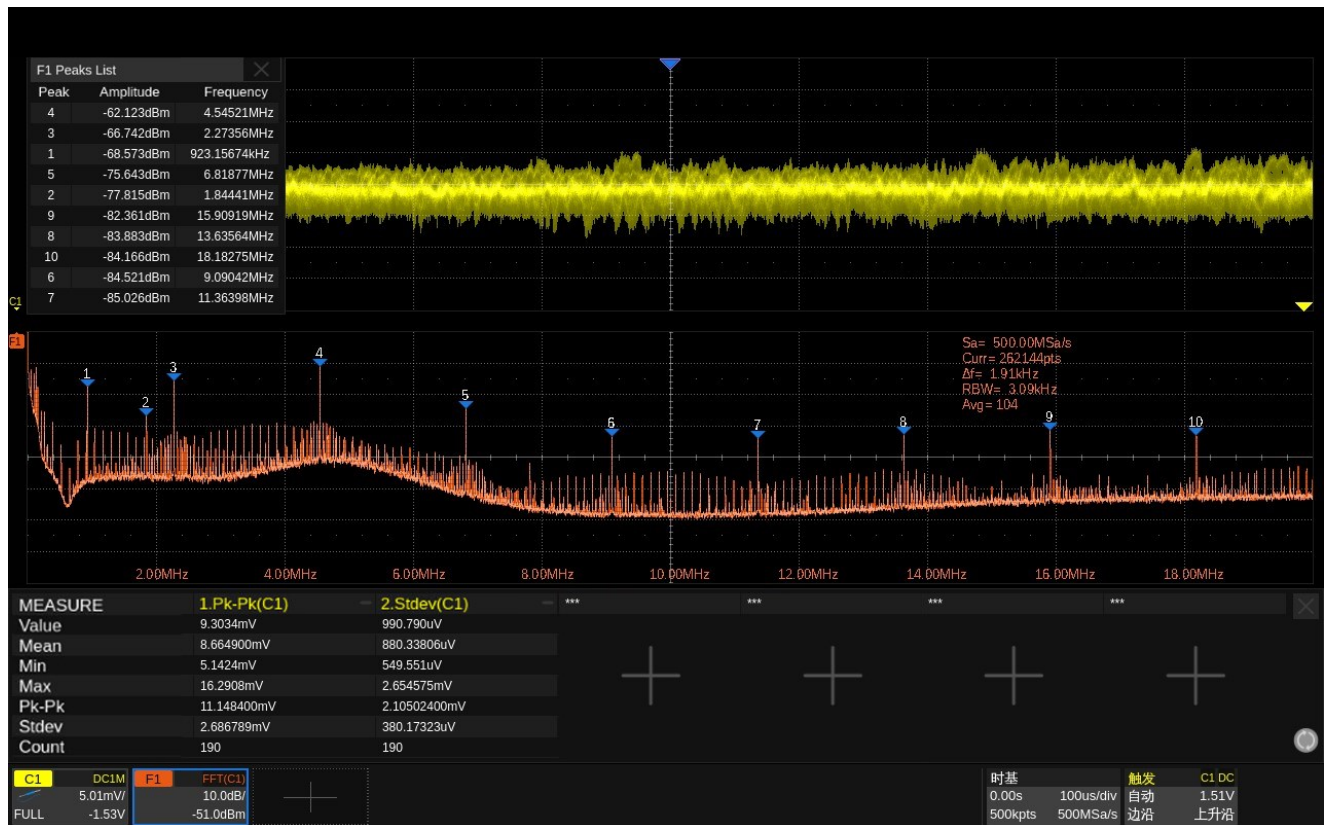 F1 Peaks List
Peak Amplitude Frequency
4 -62.123dBm 4.54521MHz
3 -66.742dBm 2.27356MHz
1 -68.573dBm 923.15674kHz
5 -75.643dBm 6.81877MHz
2 -77.815dBm 1.84441MHz
9 -82.361dBm 15.90919MHz
8 -83.883dBm 13.63564MHz
10 -84.166dBm 18.18275MHz
6 -84.521dBm 9.09042MHz
7 -85.026dBm 11.36398MHz
C1
F1
Sa= 500.00MSa/s
Curr= 262144pts
Δf= 1.91kHz
RBW= 3.09kHz
Avg= 104
1 2 3 4 5 6 7 8 9 10
2.00MHz 4.00MHz 6.00MHz 8.00MHz 10.00MHz 12.00MHz 14.00MHz 16.00MHz 18.00MHz
MEASURE 1.Pk-Pk(C1) 2.Stdev(C1) *** *** *** ***
Value 9.3034mV 990.790uV
Mean 8.664900mV 880.33806uV
Min 5.1424mV 549.551uV
Max 16.2908mV 2.654575mV
Pk-Pk 11.148400mV 2.10502400mV
Stdev 2.686789mV 380.17323uV
Count 190 190
C1 DC1M
5.01mV/
FULL -1.53V
F1 FFT(C1)
10.0dB/
-51.0dBm
时基
0.00s 100us/div
500kpts 500MSa/s
触发 C1 DC
自动 1.51V
边沿 上升沿